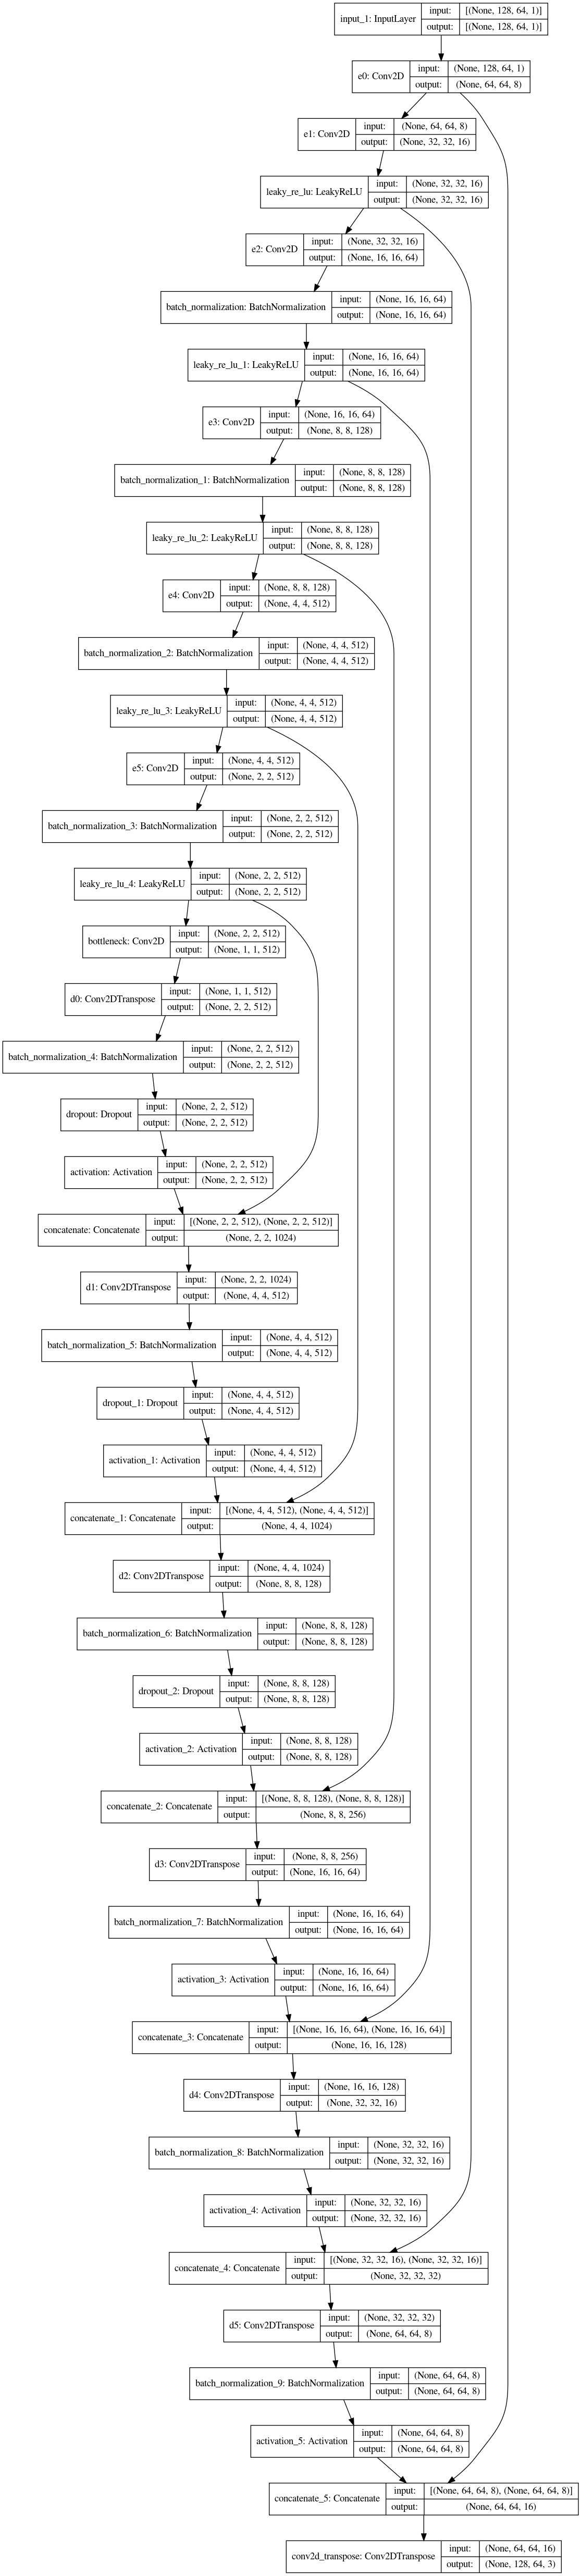 input_1: InputLayer input: [(None, 128, 64, 1)]
output: [(None, 128, 64, 1)]
e0: Conv2D input: (None, 128, 64, 1)
output: (None, 64, 64, 8)
e1: Conv2D input: (None, 64, 64, 8)
output: (None, 32, 32, 16)
leaky_re_lu: LeakyReLU input: (None, 32, 32, 16)
output: (None, 32, 32, 16)
e2: Conv2D input: (None, 32, 32, 16)
output: (None, 16, 16, 64)
batch_normalization: BatchNormalization input: (None, 16, 16, 64)
output: (None, 16, 16, 64)
leaky_re_lu_1: LeakyReLU input: (None, 16, 16, 64)
output: (None, 16, 16, 64)
e3: Conv2D input: (None, 16, 16, 64)
output: (None, 8, 8, 128)
batch_normalization_1: BatchNormalization input: (None, 8, 8, 128)
output: (None, 8, 8, 128)
leaky_re_lu_2: LeakyReLU input: (None, 8, 8, 128)
output: (None, 8, 8, 128)
e4: Conv2D input: (None, 8, 8, 128)
output: (None, 4, 4, 512)
batch_normalization_2: BatchNormalization input: (None, 4, 4, 512)
output: (None, 4, 4, 512)
leaky_re_lu_3: LeakyReLU input: (None, 4, 4, 512)
output: (None, 4, 4, 512)
e5: Conv2D input: (None, 4, 4, 512)
output: (None, 2, 2, 512)
batch_normalization_3: BatchNormalization input: (None, 2, 2, 512)
output: (None, 2, 2, 512)
leaky_re_lu_4: LeakyReLU input: (None, 2, 2, 512)
output: (None, 2, 2, 512)
bottleneck: Conv2D input: (None, 2, 2, 512)
output: (None, 1, 1, 512)
d0: Conv2DTranspose input: (None, 1, 1, 512)
output: (None, 2, 2, 512)
batch_normalization_4: BatchNormalization input: (None, 2, 2, 512)
output: (None, 2, 2, 512)
dropout: Dropout input: (None, 2, 2, 512)
output: (None, 2, 2, 512)
activation: Activation input: (None, 2, 2, 512)
output: (None, 2, 2, 512)
concatenate: Concatenate input: [(None, 2, 2, 512), (None, 2, 2, 512)]
output: (None, 2, 2, 1024)
d1: Conv2DTranspose input: (None, 2, 2, 1024)
output: (None, 4, 4, 512)
batch_normalization_5: BatchNormalization input: (None, 4, 4, 512)
output: (None, 4, 4, 512)
dropout_1: Dropout input: (None, 4, 4, 512)
output: (None, 4, 4, 512)
activation_1: Activation input: (None, 4, 4, 512)
output: (None, 4, 4, 512)
concatenate_1: Concatenate input: [(None, 4, 4, 512), (None, 4, 4, 512)]
output: (None, 4, 4, 1024)
d2: Conv2DTranspose input: (None, 4, 4, 1024)
output: (None, 8, 8, 128)
batch_normalization_6: BatchNormalization input: (None, 8, 8, 128)
output: (None, 8, 8, 128)
dropout_2: Dropout input: (None, 8, 8, 128)
output: (None, 8, 8, 128)
activation_2: Activation input: (None, 8, 8, 128)
output: (None, 8, 8, 128)
concatenate_2: Concatenate input: [(None, 8, 8, 128), (None, 8, 8, 128)]
output: (None, 8, 8, 256)
d3: Conv2DTranspose input: (None, 8, 8, 256)
output: (None, 16, 16, 64)
batch_normalization_7: BatchNormalization input: (None, 16, 16, 64)
output: (None, 16, 16, 64)
activation_3: Activation input: (None, 16, 16, 64)
output: (None, 16, 16, 64)
concatenate_3: Concatenate input: [(None, 16, 16, 64), (None, 16, 16, 64)]
output: (None, 16, 16, 128)
d4: Conv2DTranspose input: (None, 16, 16, 128)
output: (None, 32, 32, 16)
batch_normalization_8: BatchNormalization input: (None, 32, 32, 16)
output: (None, 32, 32, 16)
activation_4: Activation input: (None, 32, 32, 16)
output: (None, 32, 32, 16)
concatenate_4: Concatenate input: [(None, 32, 32, 16), (None, 32, 32, 16)]
output: (None, 32, 32, 32)
d5: Conv2DTranspose input: (None, 32, 32, 32)
output: (None, 64, 64, 8)
batch_normalization_9: BatchNormalization input: (None, 64, 64, 8)
output: (None, 64, 64, 8)
activation_5: Activation input: (None, 64, 64, 8)
output: (None, 64, 64, 8)
concatenate_5: Concatenate input: [(None, 64, 64, 8), (None, 64, 64, 8)]
output: (None, 64, 64, 16)
conv2d_transpose: Conv2DTranspose input: (None, 64, 64, 16)
output: (None, 128, 64, 3)